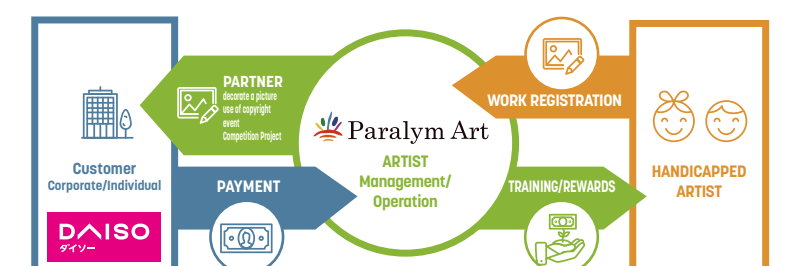 PARTNER
decorate a picture
use of copyright
event
Competition Project
WORK REGISTRATION
Paralym Art
ARTIST
Management/
Operation
Customer
Corporate/Individual
PAYMENT
TRAINING/REWARDS
HANDICAPPED
ARTIST
DAISO
ダイソー